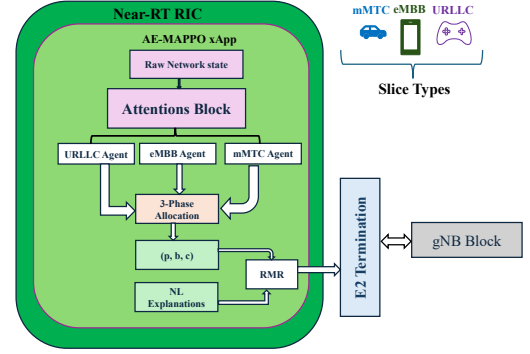 Near-RT RIC
AE-MAPPO xApp
Raw Network state
Attentions Block
URLLC Agent
eMBB Agent
mMTC Agent
3-Phase
Allocation
(p, b, c)
NL
Explanations
RMR
E2 Termination
gNB Block
mMTC eMBB URLLC
Slice Types